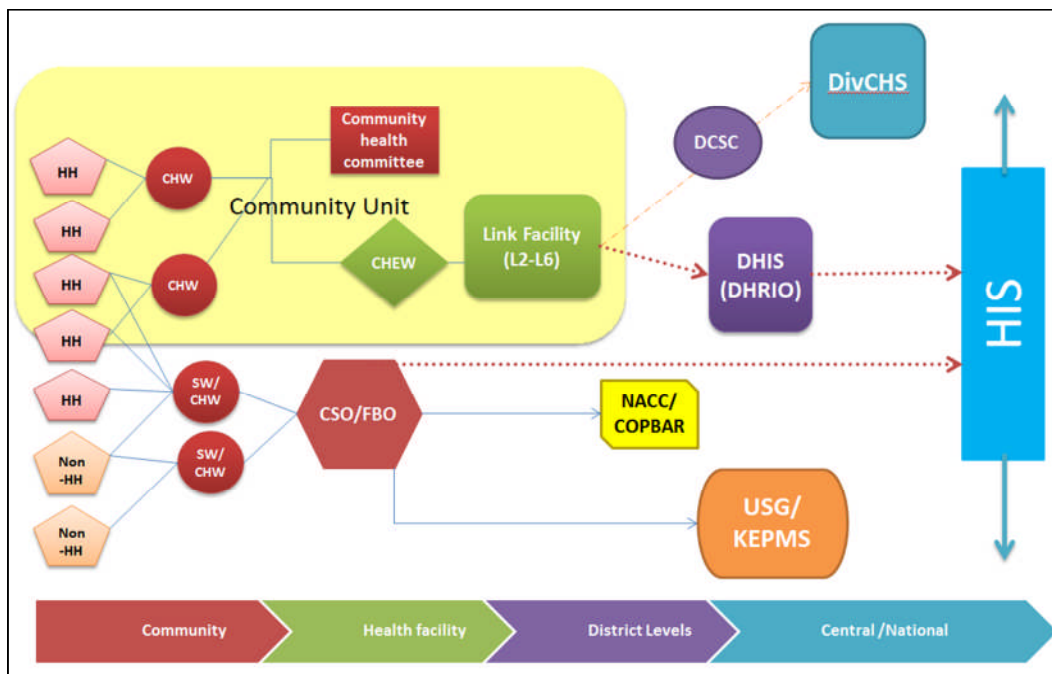 DivCHS
DCSC
Community
health
committee
HH
CHW
HH
Community Unit
Link Facility
(L2-L6)
CHEW
HH
CHW
DHIS
(DHRIO)
HIS
HH
HH
SW/
CHW
CSO/FBO
NACC/
COPBAR
Non
-HH
SW/
CHW
Non
-HH
USG/
KEPMS
Community
Health facility
District Levels
Central /National